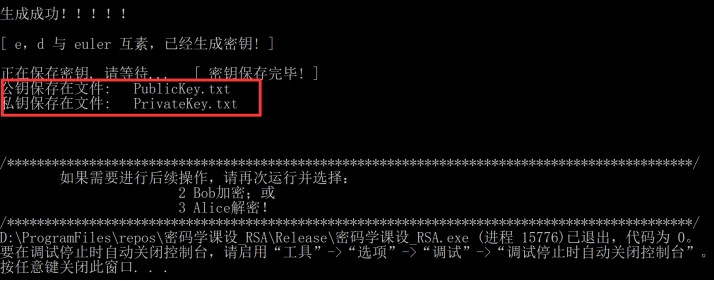 生成成功！！！！！
[ e，d 与 euler 互素，已经生成密钥! ]
正在保存密钥，请等待... [ 密钥保存完毕! ]
公钥保存在文件： PublicKey.txt
私钥保存在文件： PrivateKey.txt
/********************************************************************************************/
如果需要进行后续操作，请再次运行并选择：
2 Bob加密；或
3 Alice解密！
/********************************************************************************************/
D:\ProgramFiles\repos\密码学课设_RSA\Release\密码学课设_RSA.exe (进程 15776)已退出，代码为 0。
要在调试停止时自动关闭控制台，请启用“工具”->“选项”->“调试”->“调试停止时自动关闭控制台”。
按任意键关闭此窗口. . .